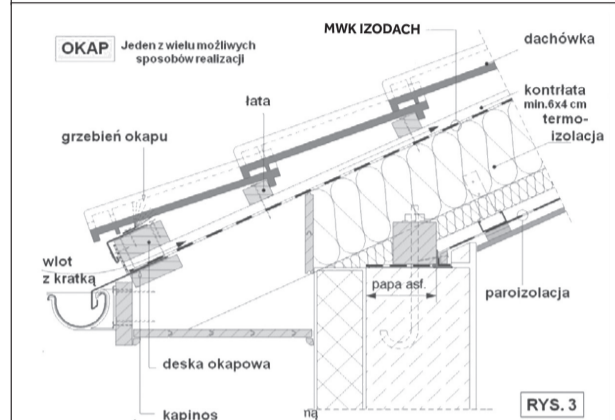 OKAP
Jeden z wielu możliwych
sposobów realizacji
MWK IZODACH
dachówka
kontrłata
min.6x4 cm
termo-
izolacja
łata
grzebień okapu
wlot
z kratką
papa asf.
paroizolacja
deska okapowa
kapinos
ną
RYS. 3